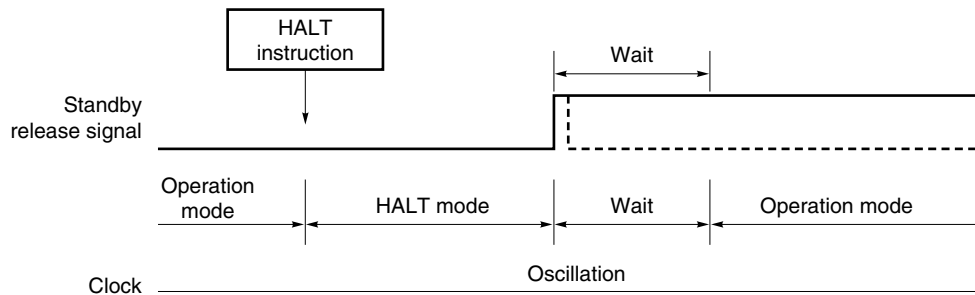 HALT
instruction
Wait
Standby
release signal
Operation
mode
HALT mode
Wait
Operation mode
Oscillation
Clock